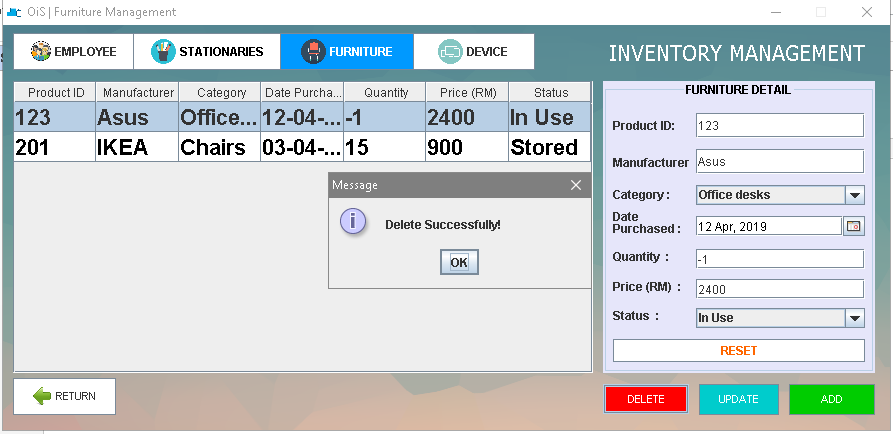 OiS | Furniture Management
EMPLOYEE
STATIONARIES
FURNITURE
DEVICE
INVENTORY MANAGEMENT
Product ID Manufacturer Category Date Purcha... Quantity Price (RM) Status
123 Asus Office... 12-04-... -1 2400 In Use
201 IKEA Chairs 03-04-... 15 900 Stored
Message
Delete Successfully!
OK
FURNITURE DETAIL
Product ID: 123
Manufacturer Asus
Category : Office desks
Date
Purchased : 12 Apr, 2019
Quantity : -1
Price (RM) : 2400
Status : In Use
RESET
RETURN
DELETE
UPDATE
ADD